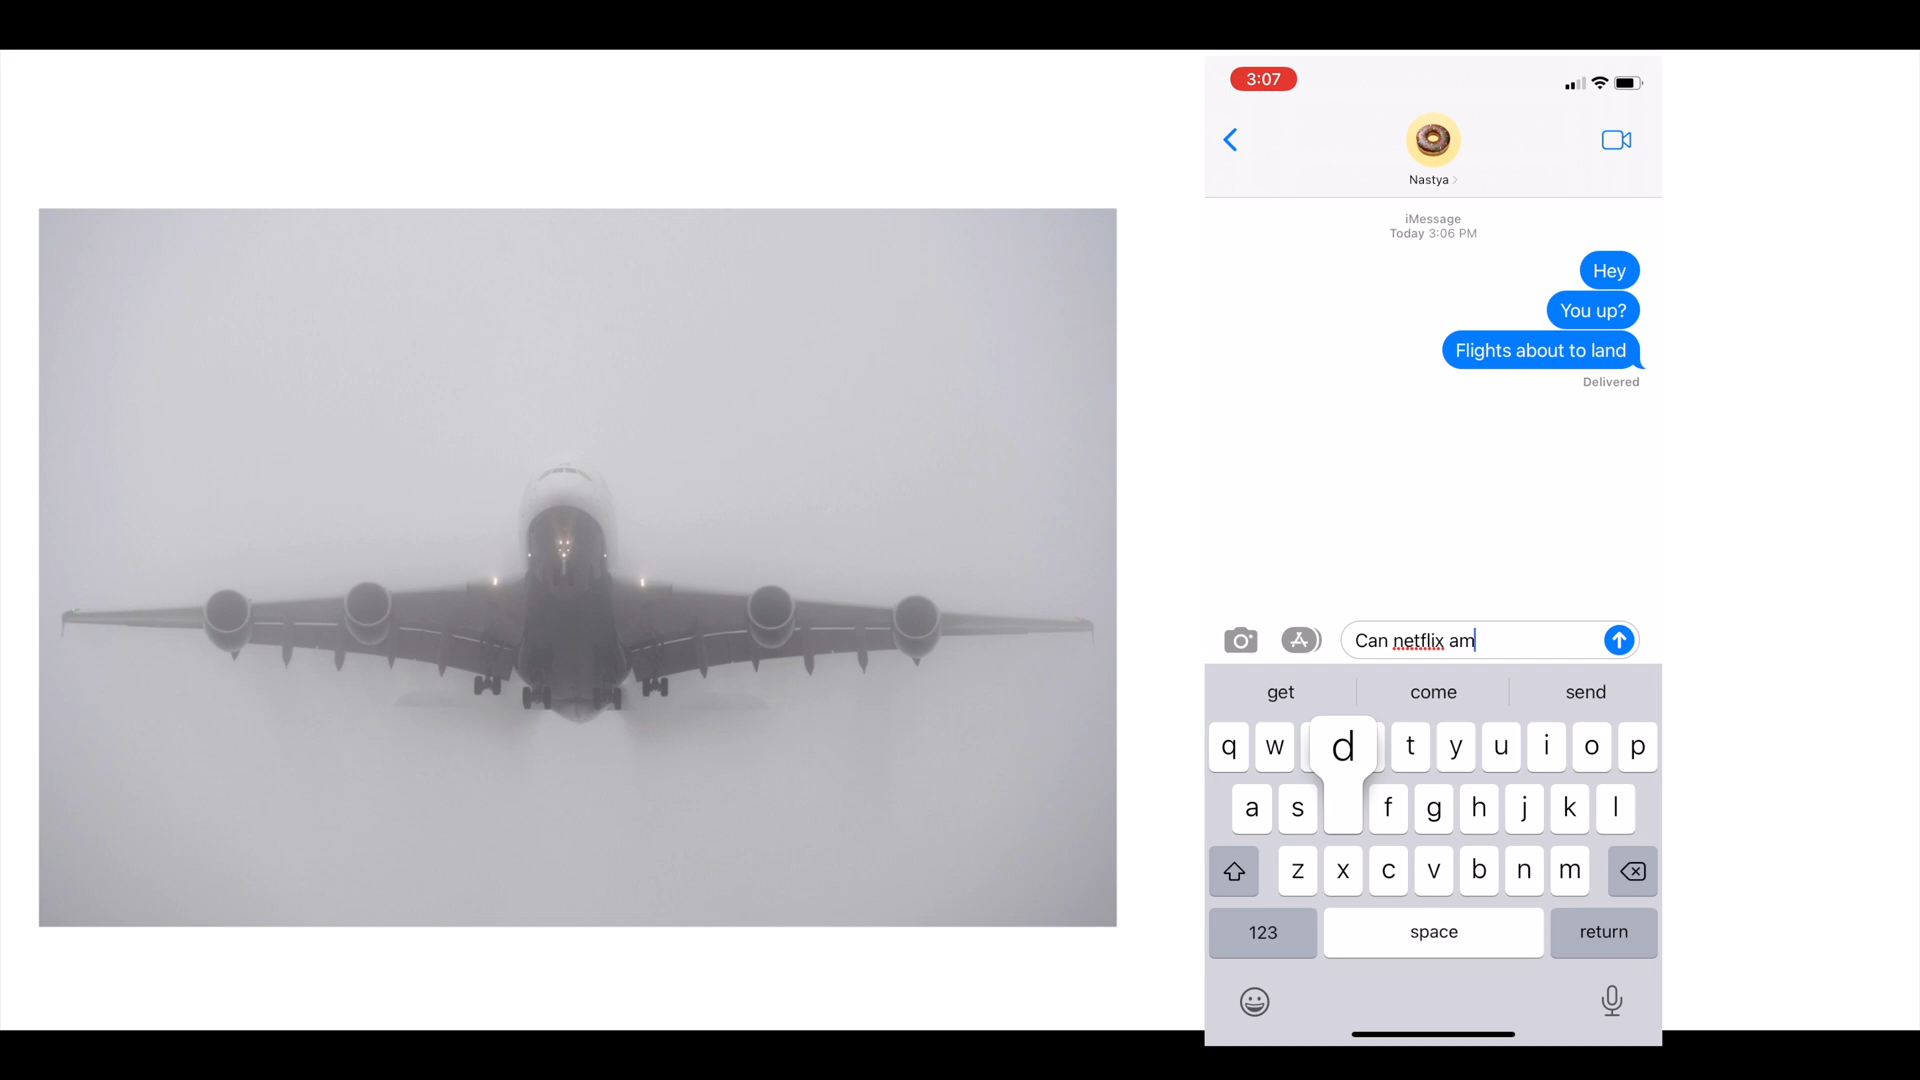 3:07
Nastya
iMessage
Today 3:06 PM
Hey
You up?
Flights about to land
Delivered
Can netflix am
get come send
d
q w t y u i o p
a s f g h j k l
z x c v b n m
123 space return